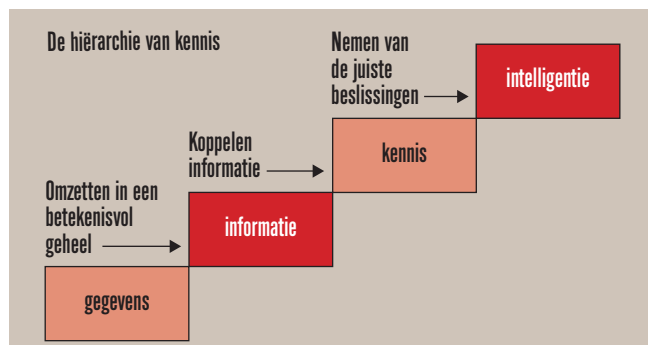 De hiërarchie van kennis
Nemen van
de juiste
beslissingen
intelligentie
Koppelen
informatie
kennis
Omzetten in een
betekenisvol
geheel
informatie
gegevens